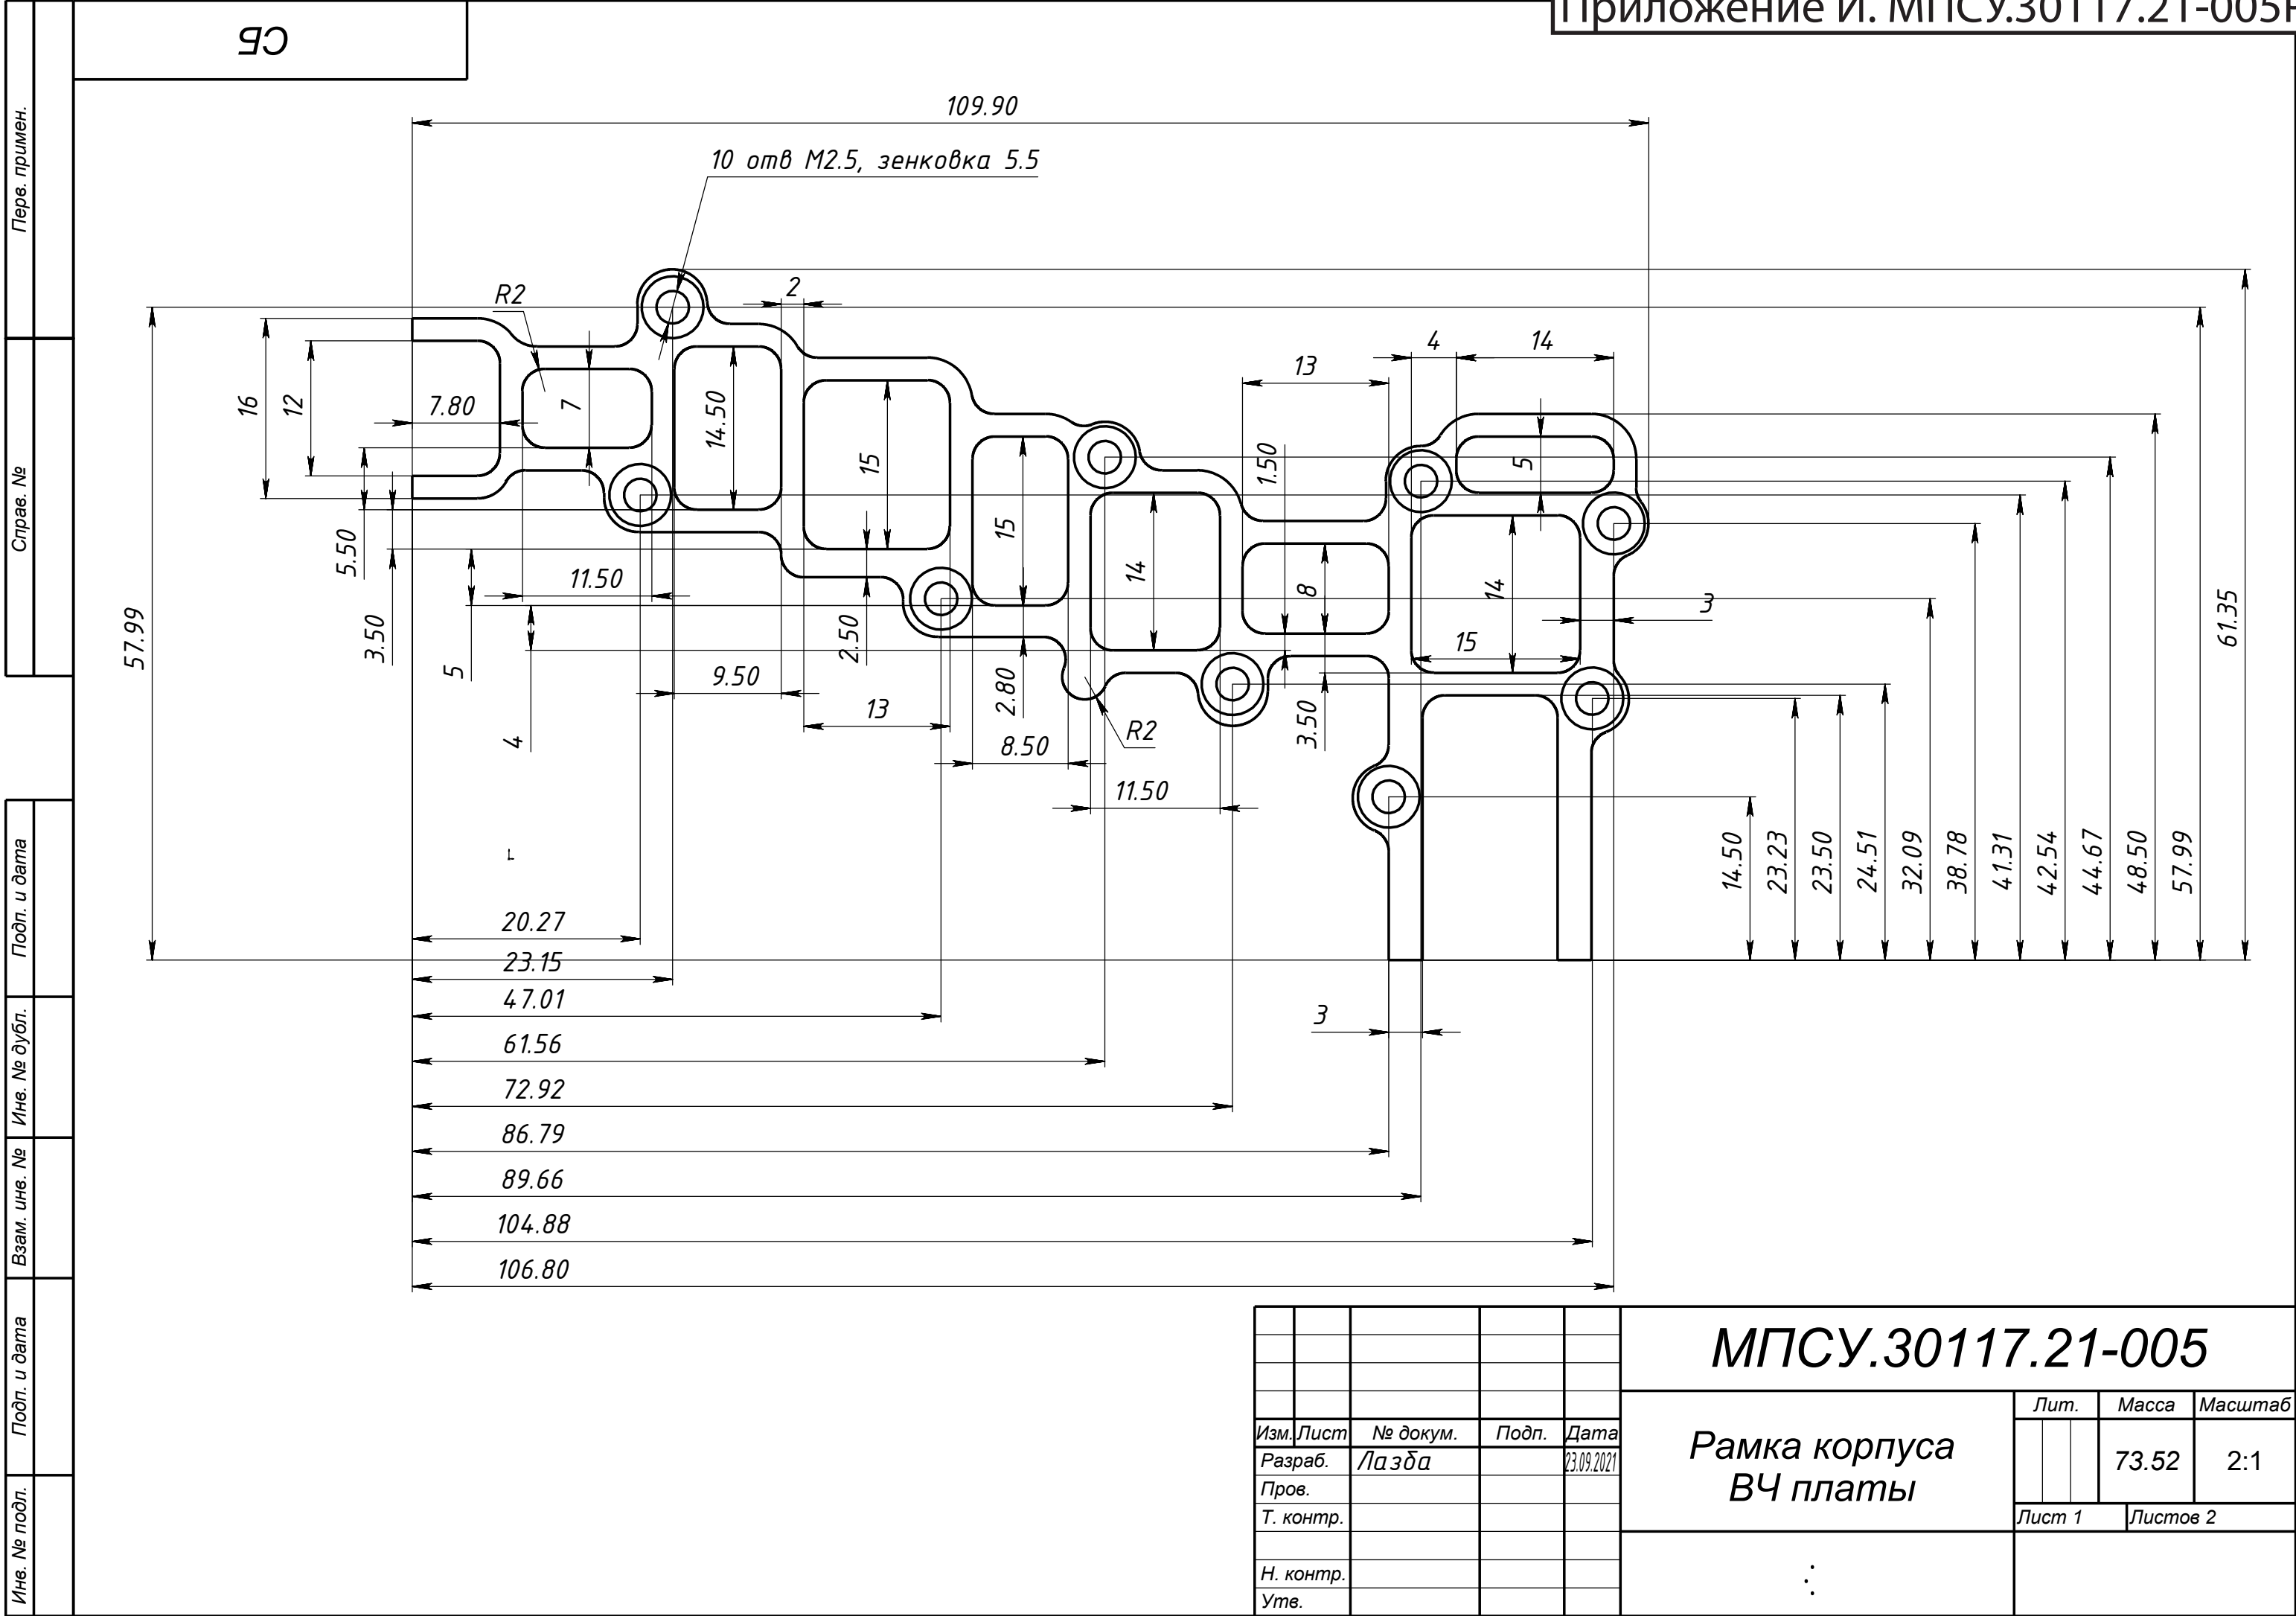 Приложение И. МПСУ.30117.21-005
СБ
Перв. примен.
Справ. №
Подп. и дата
Инв. № дубл.
Взам. инв. №
Подп. и дата
Инв. № подл.
109.90
10 отв М2.5, зенковка 5.5
R2
2
16
12
7.80
7
14.50
15
13
4
14
1.50
5
15
14
8
14
3
15
5.50
11.50
3.50
5
2.50
9.50
4
13
2.80
8.50
R2
3.50
11.50
57.99
61.35
14.50
23.23
23.50
24.51
32.09
38.78
41.31
42.54
44.67
48.50
57.99
20.27
23.15
47.01
3
61.56
72.92
86.79
89.66
104.88
106.80
МПСУ.30117.21-005
Рамка корпуса
ВЧ платы
Лит. Масса Масштаб
73.52 2:1
Лист 1 Листов 2
Изм. Лист № докум. Подп. Дата
Разраб. Лазба 23.09.2021
Пров.
Т. контр.
Н. контр.
Утв.